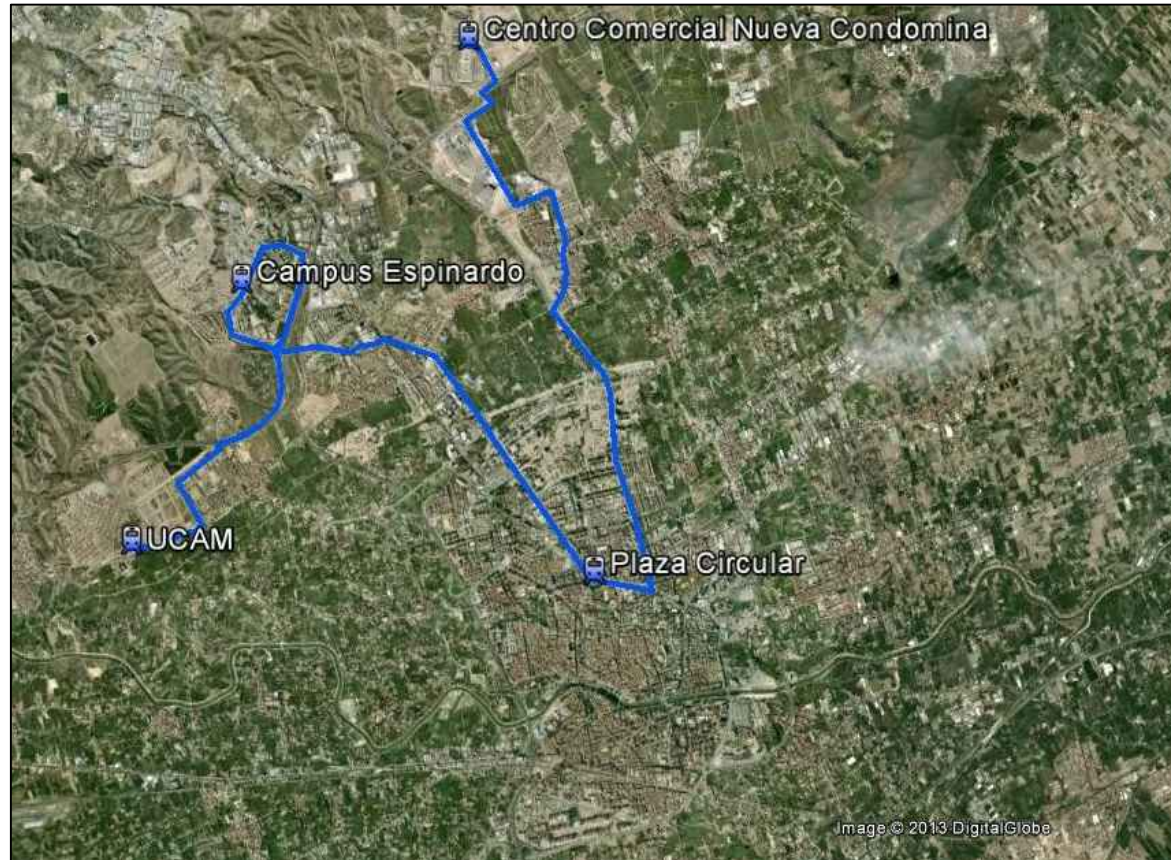 Centro Comercial Nueva Condomina
Campus Espinardo
UCAM
Plaza Circular
Image © 2013 DigitalGlobe